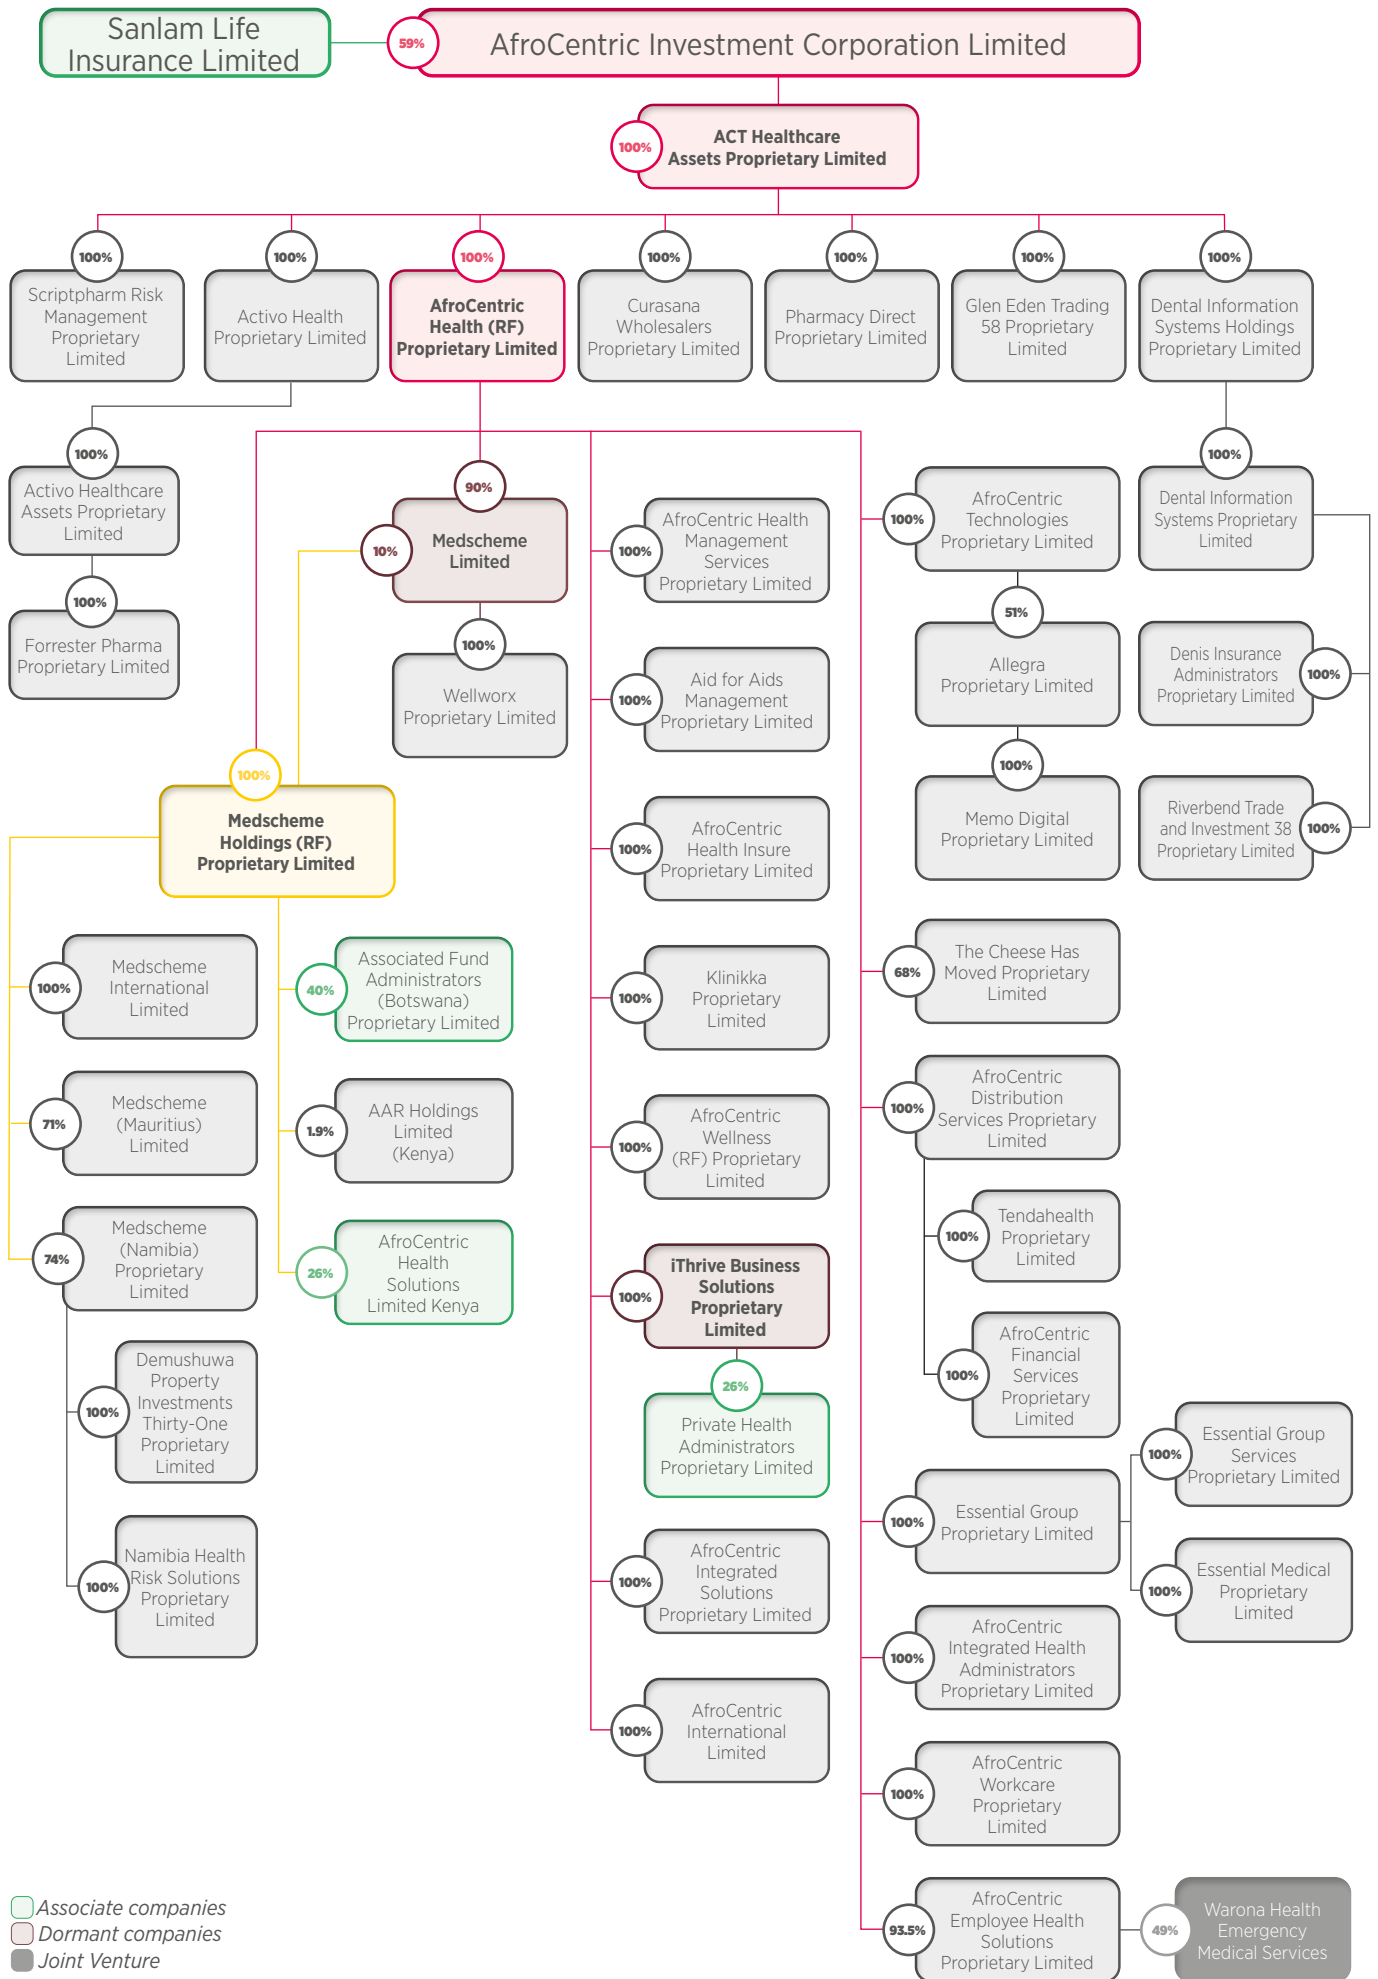 Sanlam Life
Insurance Limited
59%
AfroCentric Investment Corporation Limited
100%
ACT Healthcare
Assets Proprietary Limited
100%
Scriptpharm Risk
Management
Proprietary
Limited
100%
Activo Health
Proprietary Limited
100%
AfroCentric
Health (RF)
Proprietary Limited
100%
Curasana
Wholesalers
Proprietary Limited
100%
Pharmacy Direct
Proprietary Limited
100%
Glen Eden Trading
58 Proprietary
Limited
100%
Dental Information
Systems Holdings
Proprietary Limited
100%
Activo Healthcare
Assets Proprietary
Limited
100%
Forrester Pharma
Proprietary Limited
90%
10%
Medscheme
Limited
100%
Wellworx
Proprietary Limited
100%
Medscheme
Holdings (RF)
Proprietary Limited
100%
Medscheme
International
Limited
71%
Medscheme
(Mauritius)
Limited
74%
Medscheme
(Namibia)
Proprietary
Limited
100%
Demushuwa
Property
Investments
Thirty-One
Proprietary
Limited
100%
Namibia Health
Risk Solutions
Proprietary
Limited
40%
Associated Fund
Administrators
(Botswana)
Proprietary Limited
1.9%
AAR Holdings
Limited
(Kenya)
26%
AfroCentric
Health
Solutions
Limited Kenya
100%
AfroCentric Health
Management
Services
Proprietary Limited
100%
Aid for Aids
Management
Proprietary Limited
100%
AfroCentric
Health Insure
Proprietary Limited
100%
Klinikka
Proprietary
Limited
100%
AfroCentric
Wellness
(RF) Proprietary
Limited
100%
iThrive Business
Solutions
Proprietary
Limited
26%
Private Health
Administrators
Proprietary Limited
100%
AfroCentric
Integrated
Solutions
Proprietary Limited
100%
AfroCentric
International
Limited
100%
AfroCentric
Technologies
Proprietary Limited
51%
Allegra
Proprietary Limited
100%
Memo Digital
Proprietary Limited
68%
The Cheese Has
Moved Proprietary
Limited
100%
AfroCentric
Distribution
Services Proprietary
Limited
100%
Tendahealth
Proprietary
Limited
100%
AfroCentric
Financial
Services
Proprietary
Limited
100%
Essential Group
Proprietary Limited
100%
Essential Group
Services
Proprietary Limited
100%
Essential Medical
Proprietary
Limited
100%
AfroCentric
Integrated Health
Administrators
Proprietary Limited
100%
AfroCentric
Workcare
Proprietary
Limited
93.5%
AfroCentric
Employee Health
Solutions
Proprietary Limited
49%
Warona Health
Emergency
Medical Services
100%
Dental Information
Systems Proprietary
Limited
Denis Insurance
Administrators
Proprietary Limited
100%
Riverbend Trade
and Investment 38
Proprietary Limited
100%
Associate companies
Dormant companies
Joint Venture